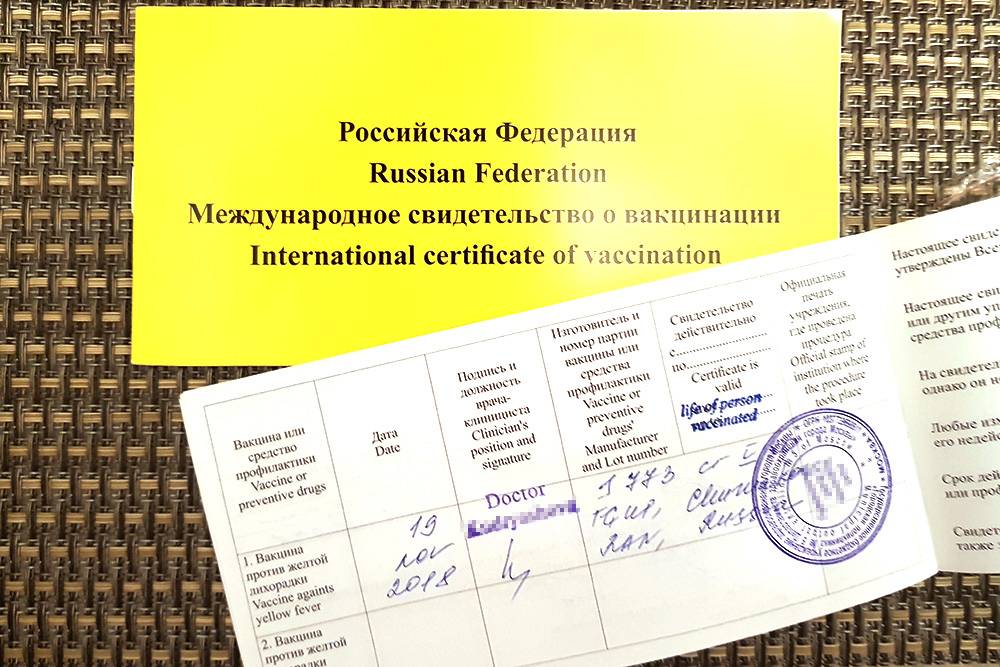 Российская Федерация
Russian Federation
Международное свидетельство о вакцинации
International certificate of vaccination
Вакцина или
средство
профилактики
Vaccine or
preventive drugs
Дата
Date
Подпись и
должность
врача-
клинициста
Clinician's
position and
signature
Изготовитель и
номер партии
вакцины или
средства
профилактики
Vaccine or
preventive
drugs'
Manufacturer
and Lot number
Свидетельство
действительно
с
по
Certificate is
valid
life of person
vaccinated
Официальная
печать
учреждения,
где проведена
процедура
Official stamp of
institution where
the procedure
took place
1. Вакцина
против желтой
лихорадки
Vaccine againts
yellow fever
19
nov
2018
Doctor
2. Вакцина
против желтой
лихорадки
Настоящее свиде
утверждены Все
Настоящее сви
или другим уп
средства проф
На свидетел
однако он н
Любые изм
его недейс
Срок дей
или проф
Свидет
также